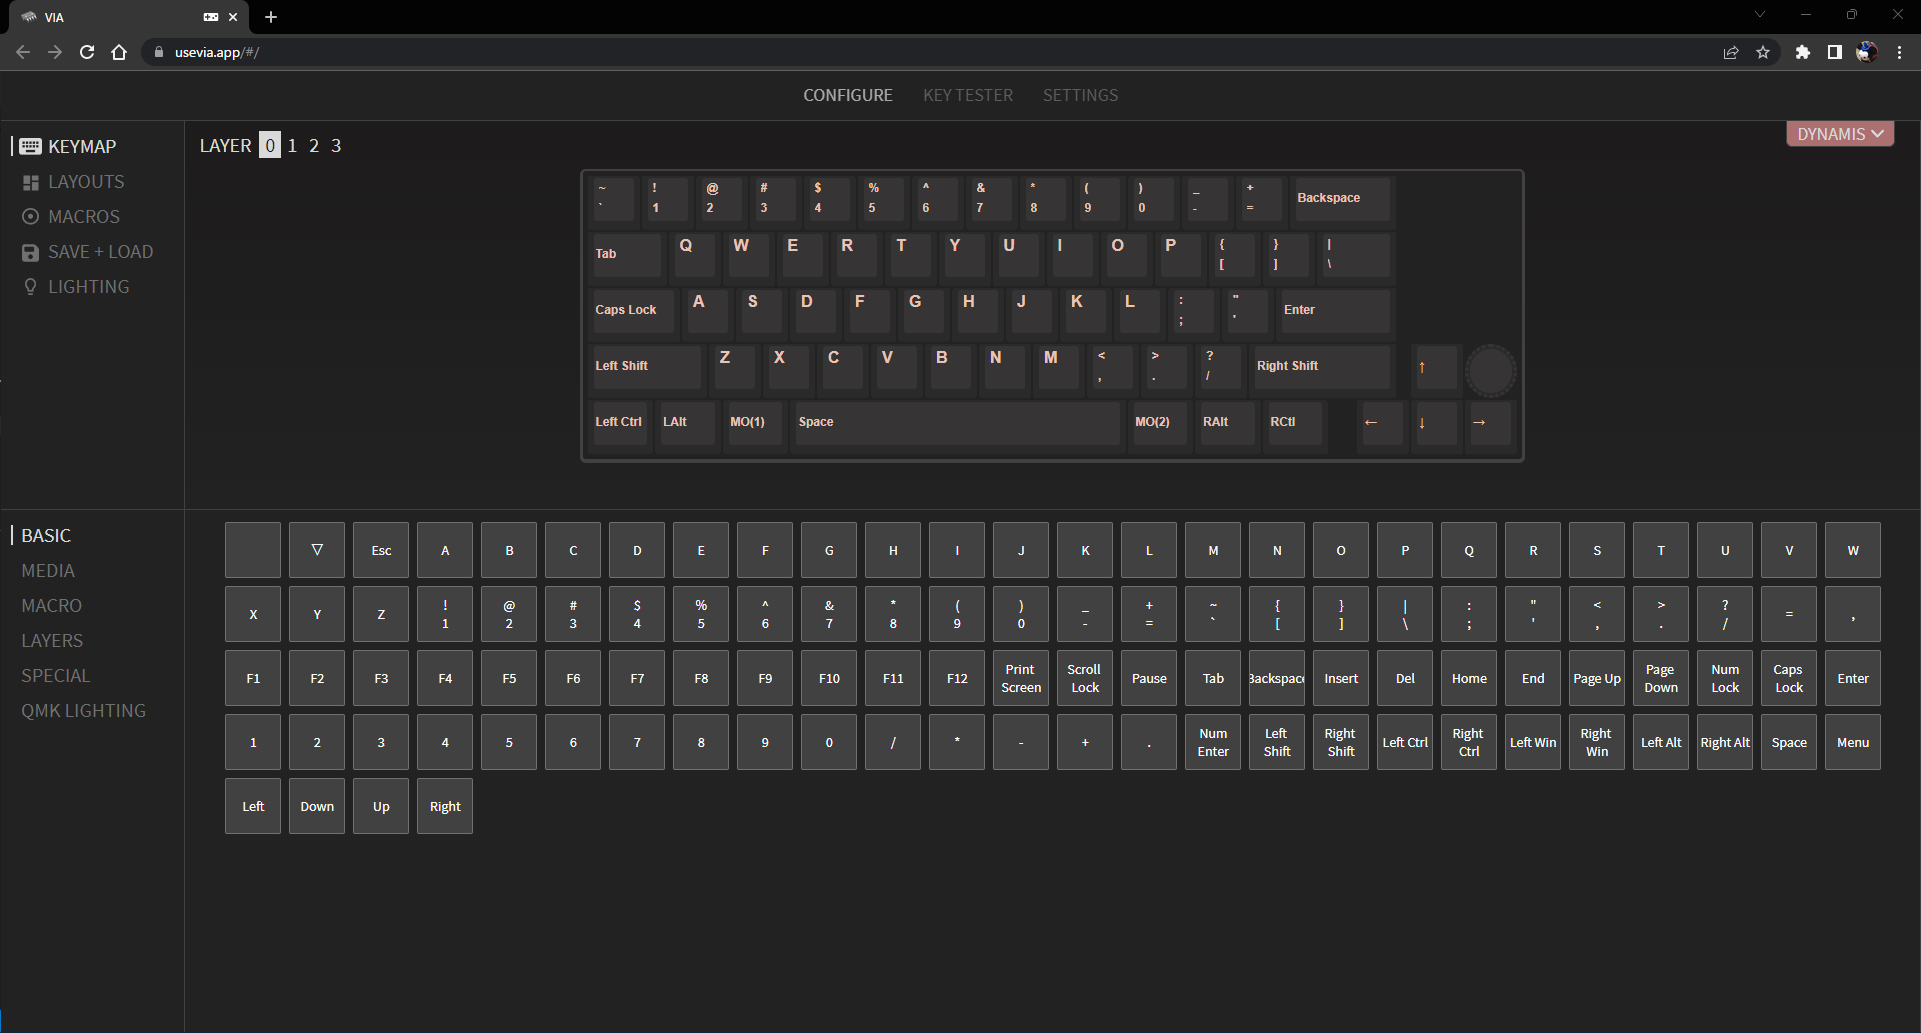 VIA
usevia.app/#/
CONFIGURE KEY TESTER SETTINGS
KEYMAP
LAYOUTS
MACROS
SAVE + LOAD
LIGHTING
LAYER 0 1 2 3
DYNAMIS
~ ! @ # $ % ^ & * ( ) _ +
` 1 2 3 4 5 6 7 8 9 0 - = Backspace
Tab Q W E R T Y U I O P { } |
[ ] \
Caps Lock A S D F G H J K L : " Enter
; '
Left Shift Z X C V B N M < > ? Right Shift ↑
, . /
Left Ctrl LAlt MO(1) Space MO(2) RAlt RCtl ← ↓ →
BASIC
MEDIA
MACRO
LAYERS
SPECIAL
QMK LIGHTING
▽ Esc A B C D E F G H I J K L M N O P Q R S T U V W
X Y Z ! @ # $ % ^ & * ( ) _ + ~ { } | : " < > ? = ,
1 2 3 4 5 6 7 8 9 0 - = ` [ ] \ ; ' , . /
F1 F2 F3 F4 F5 F6 F7 F8 F9 F10 F11 F12 Print Screen Scroll Lock Pause Tab Backspace Insert Del Home End Page Up Page Down Num Lock Caps Lock Enter
1 2 3 4 5 6 7 8 9 0 / * - + . Num Enter Left Shift Right Shift Left Ctrl Right Ctrl Left Win Right Win Left Alt Right Alt Space Menu
Left Down Up Right